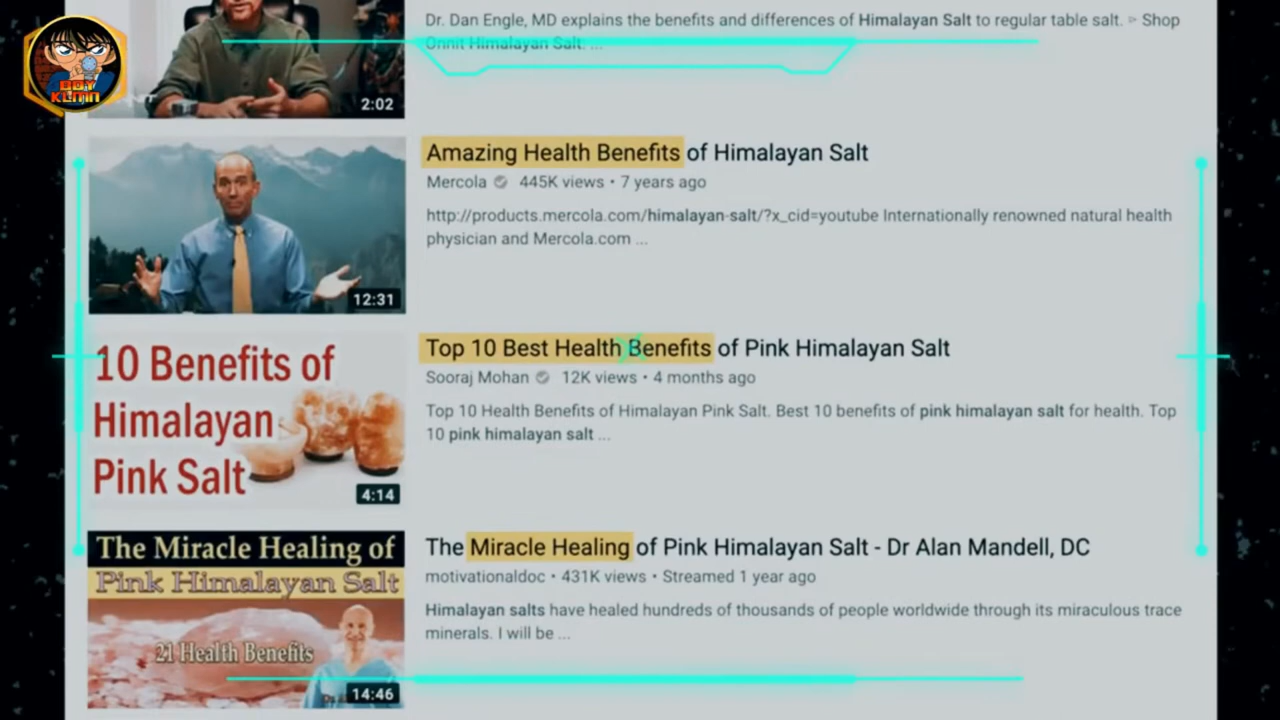 Dr. Dan Engle, MD explains the benefits and differences of Himalayan Salt to regular table salt. ▻ Shop
Onnit Himalayan Salt. ...
BOY
KLMN
2:02
Amazing Health Benefits of Himalayan Salt
Mercola 445K views • 7 years ago
http://products.mercola.com/himalayan-salt/?x_cid=youtube Internationally renowned natural health
physician and Mercola.com ...
12:31
10 Benefits of
Himalayan
Pink Salt
4:14
Top 10 Best Health Benefits of Pink Himalayan Salt
Sooraj Mohan 12K views • 4 months ago
Top 10 Health Benefits of Himalayan Pink Salt. Best 10 benefits of pink himalayan salt for health. Top
10 pink himalayan salt ...
The Miracle Healing of
Pink Himalayan Salt
21 Health Benefits
14:46
The Miracle Healing of Pink Himalayan Salt - Dr Alan Mandell, DC
motivationaldoc • 431K views • Streamed 1 year ago
Himalayan salts have healed hundreds of thousands of people worldwide through its miraculous trace
minerals. I will be ...